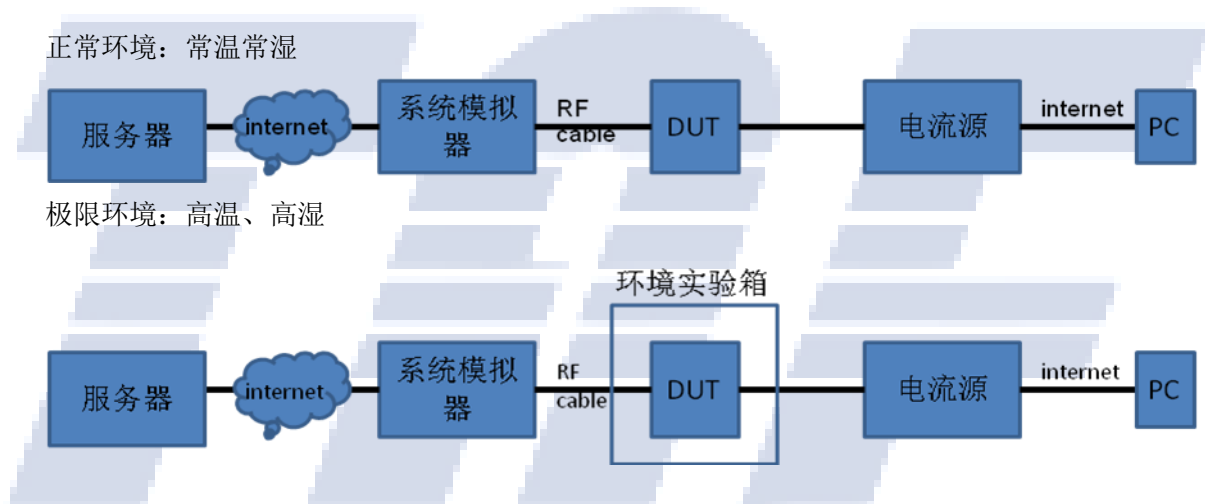 正常环境：常温常湿
服务器
internet
系统模拟
器
RF
cable
DUT
电流源
internet
PC
极限环境：高温、高湿
环境实验箱
服务器
internet
系统模拟
器
RF
cable
DUT
电流源
internet
PC